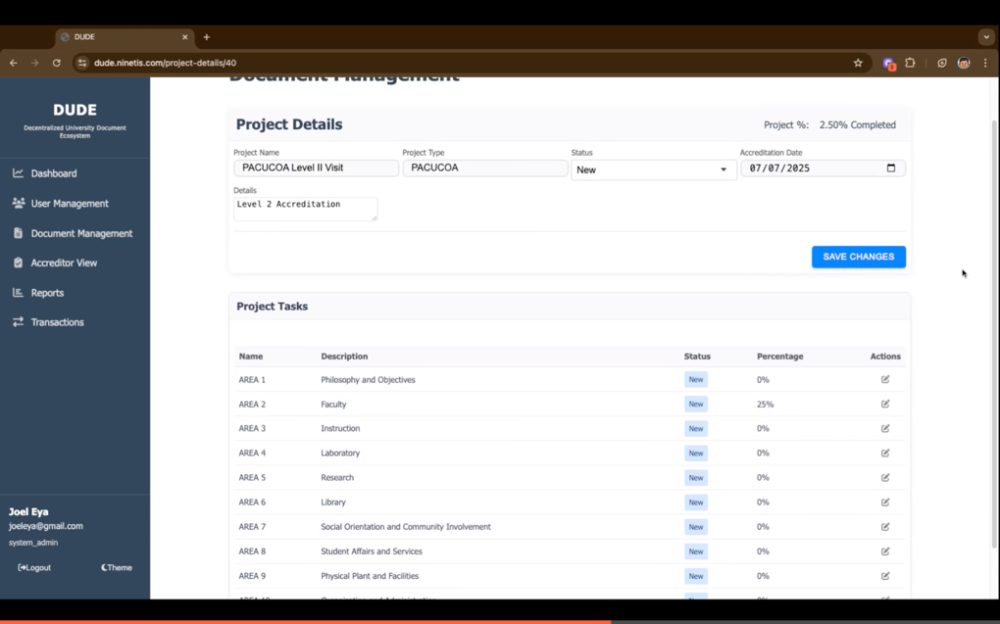 DUDE
dude.ninetis.com/project-details/40
DUDE
Decentralized University Document
Ecosystem
Dashboard
User Management
Document Management
Accreditor View
Reports
Transactions
Joel Eya
joeleya@gmail.com
system_admin
Logout
Theme
Document Management
Project Details
Project %: 2.50% Completed
Project Name
Project Type
Status
Accreditation Date
PACUCOA Level II Visit
PACUCOA
New
07/07/2025
Details
Level 2 Accreditation
SAVE CHANGES
Project Tasks
Name Description Status Percentage Actions
AREA 1 Philosophy and Objectives New 0%
AREA 2 Faculty New 25%
AREA 3 Instruction New 0%
AREA 4 Laboratory New 0%
AREA 5 Research New 0%
AREA 6 Library New 0%
AREA 7 Social Orientation and Community Involvement New 0%
AREA 8 Student Affairs and Services New 0%
AREA 9 Physical Plant and Facilities New 0%
AREA 10 Organization and Administration